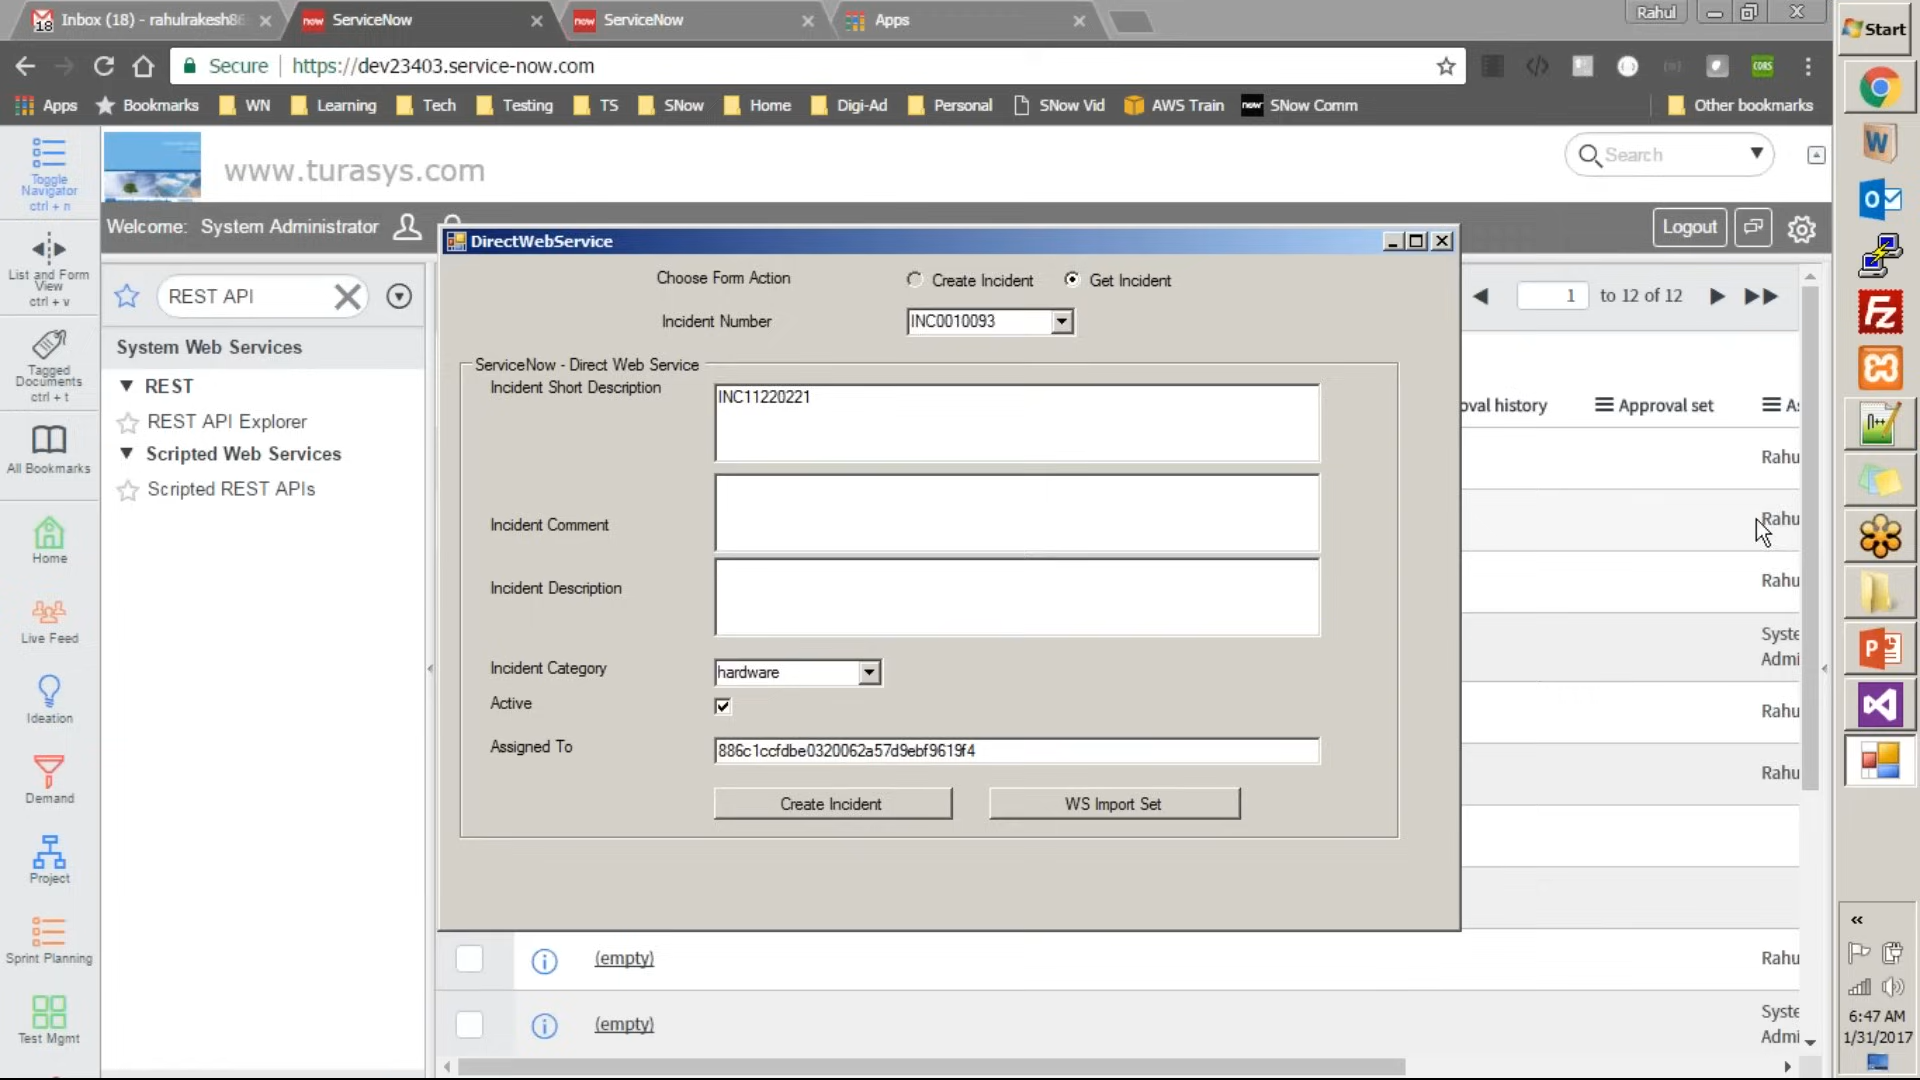 Inbox (18) - rahulrakesh86
ServiceNow
ServiceNow
Apps
Rahul
Start
Secure
https://dev23403.service-now.com
CORS
Apps
Bookmarks
WN
Learning
Tech
Testing
TS
SNow
Home
Digi-Ad
Personal
SNow Vid
AWS Train
SNow Comm
Other bookmarks
Toggle
Navigator
ctrl + n
www.turasys.com
Search
Welcome: System Administrator
Logout
DirectWebService
List and Form
View
ctrl + v
REST API
Choose Form Action
Create Incident
Get Incident
1 to 12 of 12
Incident Number
INC0010093
System Web Services
Tagged
Documents
ctrl + t
REST
REST API Explorer
Scripted Web Services
Scripted REST APIs
All Bookmarks
ServiceNow - Direct Web Service
Incident Short Description
INC11220221
oval history
Approval set
Rahu
Rahu
Incident Comment
Home
Incident Description
Rahu
Live Feed
Syste
Admi
Incident Category
hardware
Active
Rahu
Ideation
Assigned To
886c1ccfdbe0320062a57d9ebf9619f4
Rahu
Demand
Create Incident
WS Import Set
Project
Sprint Planning
(empty)
Rahu
(empty)
Syste
Admi
Test Mgmt
6:47 AM
1/31/2017